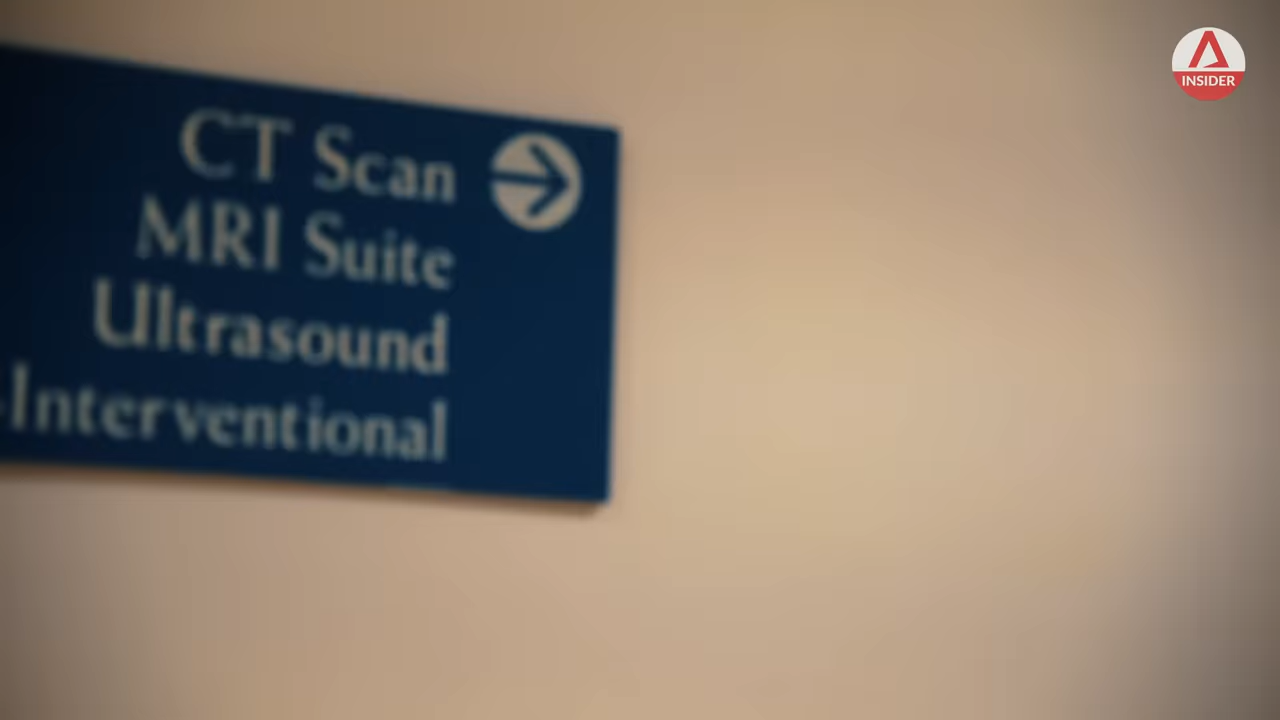 CT Scan
MRI Suite
Ultrasound
Interventional
INSIDER